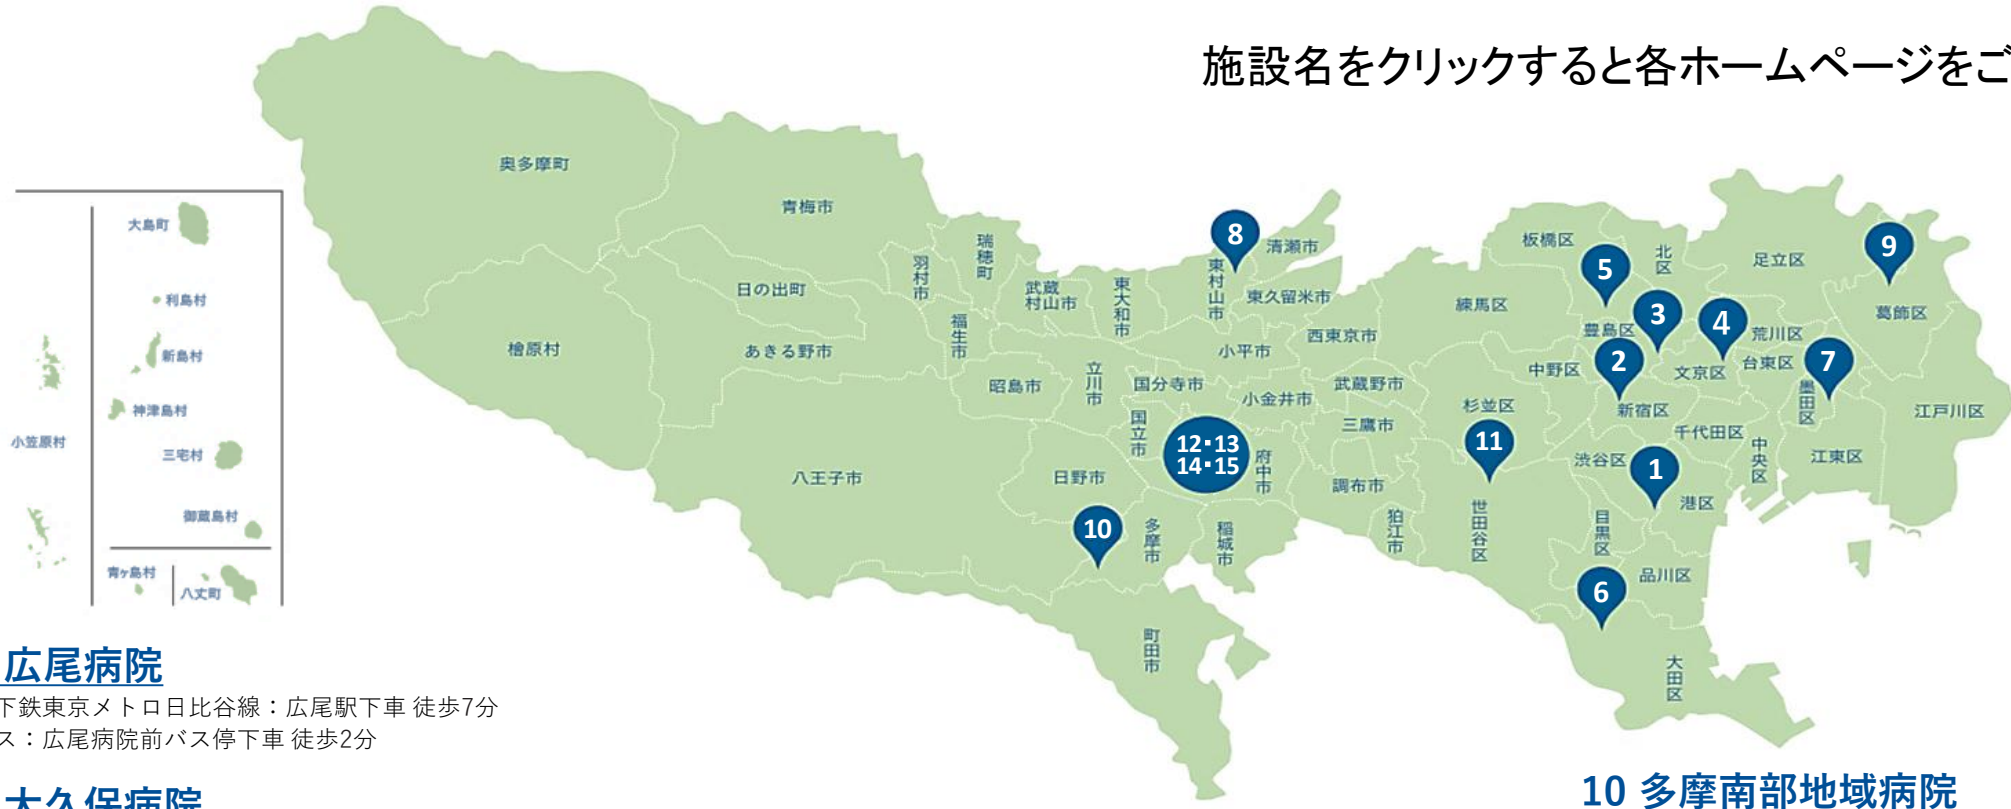 施設名をクリックすると各ホームページをご
奥多摩町
青梅市
瑞穂町
羽村市
日の出町
福生市
武蔵
村山市
東大和市
8
東村山市
清瀬市
東久留米市
檜原村
あきる野市
昭島市
立川市
国分寺市
小平市
西東京市
小金井市
武蔵野市
国立市
12・13
14・15
府中市
三鷹市
調布市
狛江市
八王子市
日野市
10
多摩市
稲城市
町田市
板橋区
北区
足立区
9
葛飾区
5
練馬区
豊島区
3
4
荒川区
2
中野区
文京区
台東区
7
墨田区
杉並区
新宿区
千代田区
中央区
江戸川区
江東区
11
渋谷区
1
港区
世田谷区
目黒区
品川区
6
大田区
大島町
利島村
新島村
神津島村
三宅村
御蔵島村
小笠原村
青ヶ島村
八丈町
広尾病院
下鉄東京メトロ日比谷線：広尾駅下車 徒歩7分
ス：広尾病院前バス停下車 徒歩2分
大久保病院
10 多摩南部地域病院